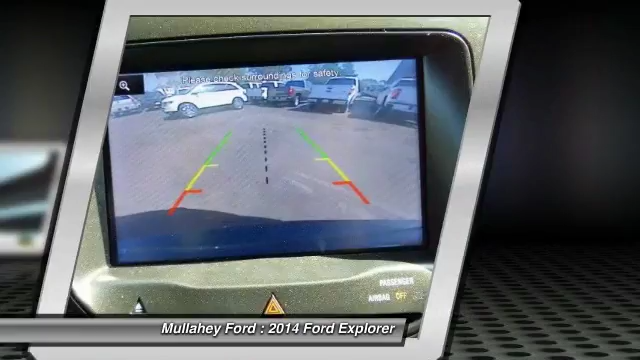 Please check surroundings for safety
PASSENGER
AIRBAG OFF
Mullahey Ford : 2014 Ford Explorer